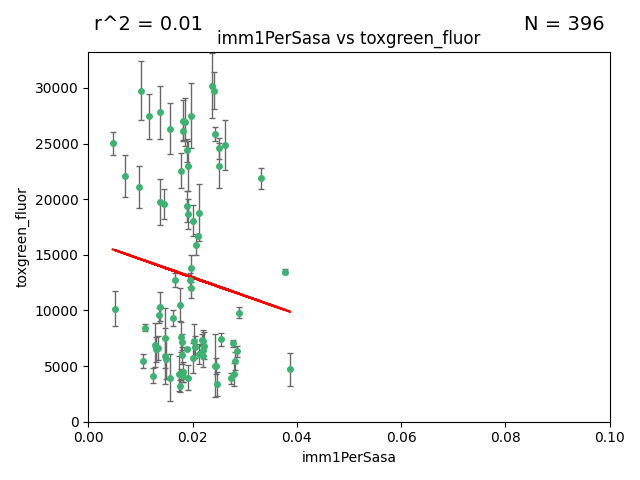 r^2 = 0.01
N = 396
imm1PerSasa vs toxgreen_fluor
toxgreen_fluor
30000
25000
20000
15000
10000
5000
0
0.00
0.02
0.04
0.06
0.08
0.10
imm1PerSasa